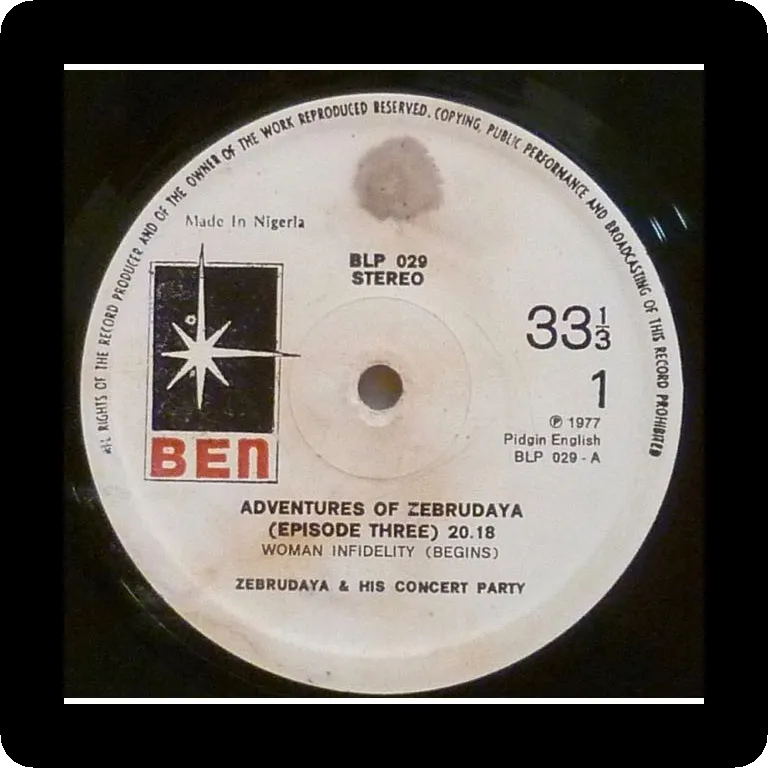 ALL RIGHTS OF THE RECORD PRODUCER AND OF THE OWNER OF THE WORK REPRODUCED RESERVED. COPYING, PUBLIC PERFORMANCE AND BROADCASTING OF THIS RECORD PROHIBITED
Made In Nigeria
BLP 029
STEREO
33 1/3
1
℗ 1977
Pidgin English
BLP 029 - A
BEN
ADVENTURES OF ZEBRUDAYA
(EPISODE THREE) 20.18
WOMAN INFIDELITY (BEGINS)
ZEBRUDAYA & HIS CONCERT PARTY